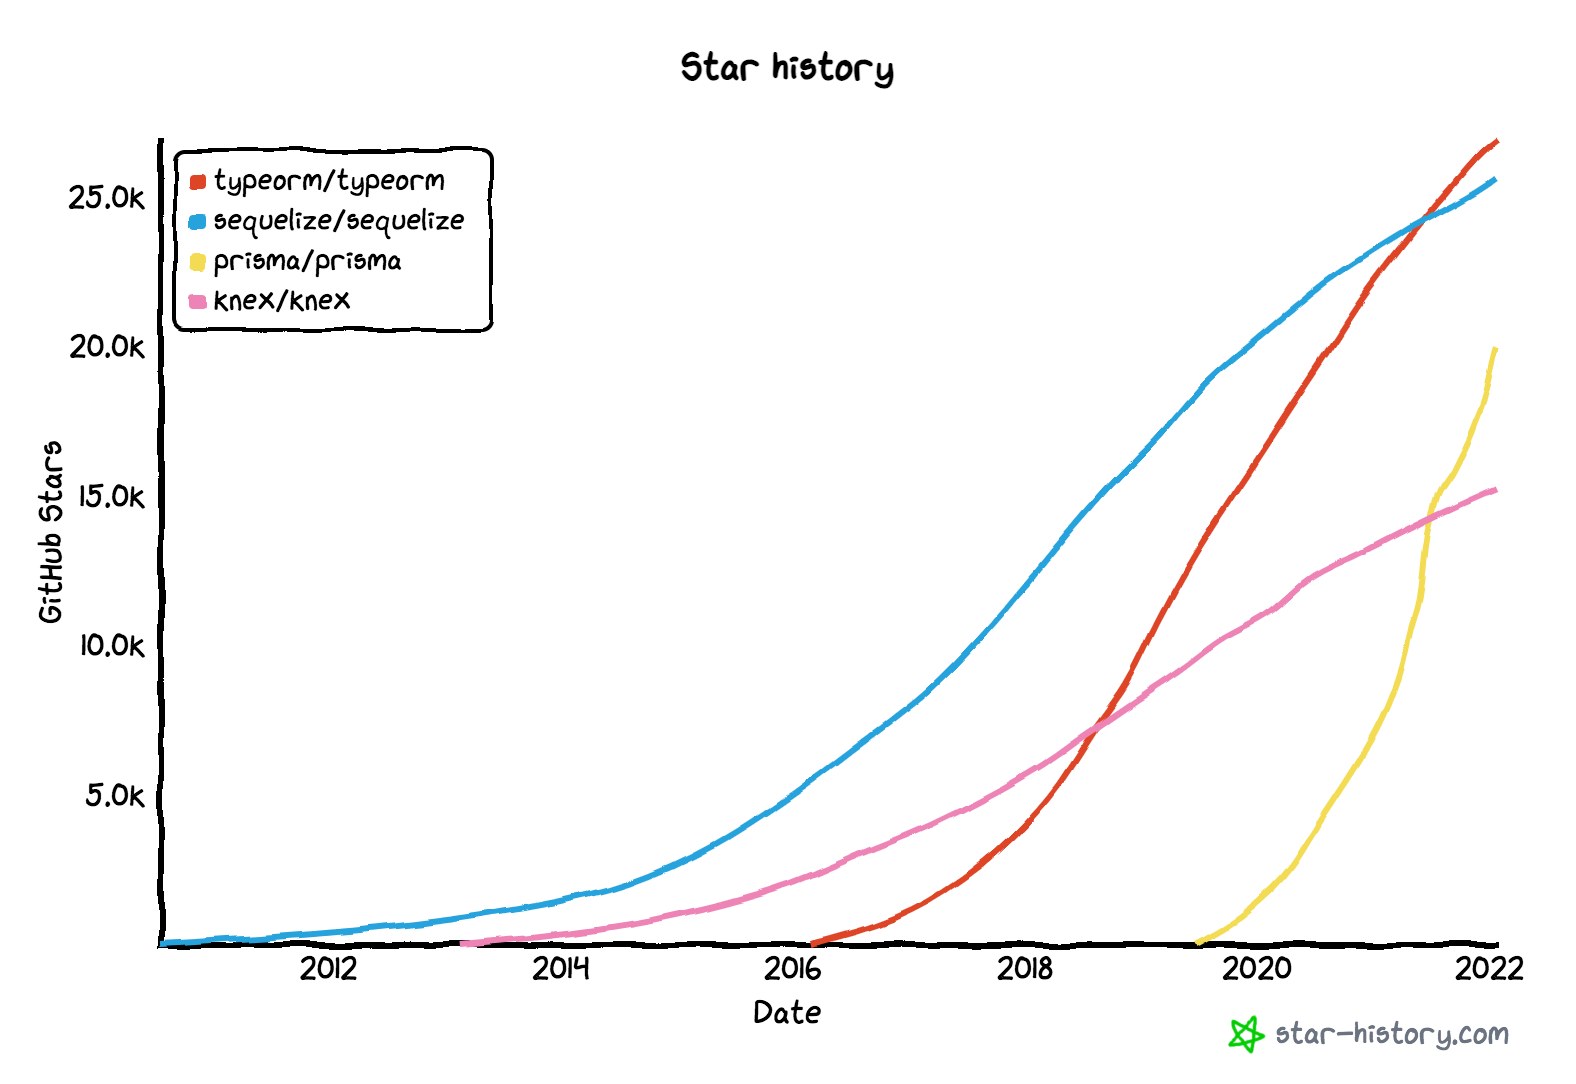 Star history
typeorm/typeorm
sequelize/sequelize
prisma/prisma
knex/knex
25.0K
20.0K
15.0K
10.0K
5.0K
GitHub Stars
2012 2014 2016 2018 2020 2022
Date
star-history.com